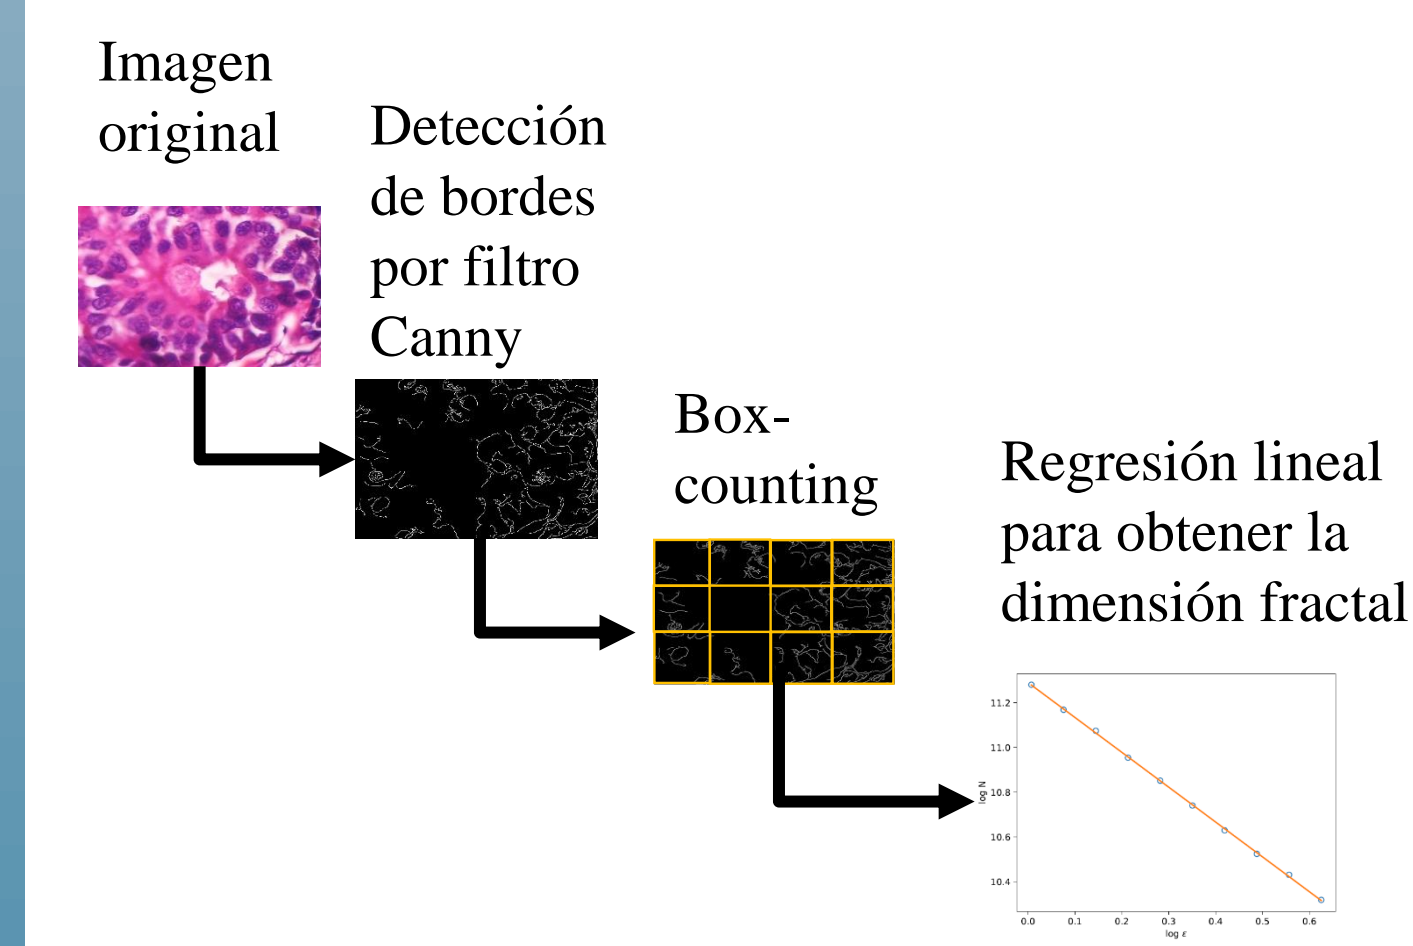 Imagen
original
Detección
de bordes
por filtro
Canny
Box-
counting
Regresión lineal
para obtener la
dimensión fractal
11.2
11.0
10.8
10.6
10.4
log N
0.0 0.1 0.2 0.3 0.4 0.5 0.6
log ε